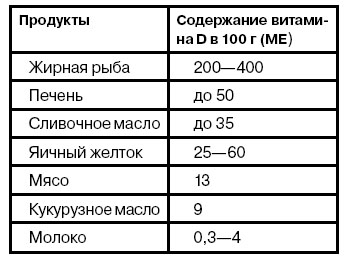 Продукты
Содержание витами-
на D в 100 г (МЕ)
Жирная рыба 200—400
Печень до 50
Сливочное масло до 35
Яичный желток 25—60
Мясо 13
Кукурузное масло 9
Молоко 0,3—4